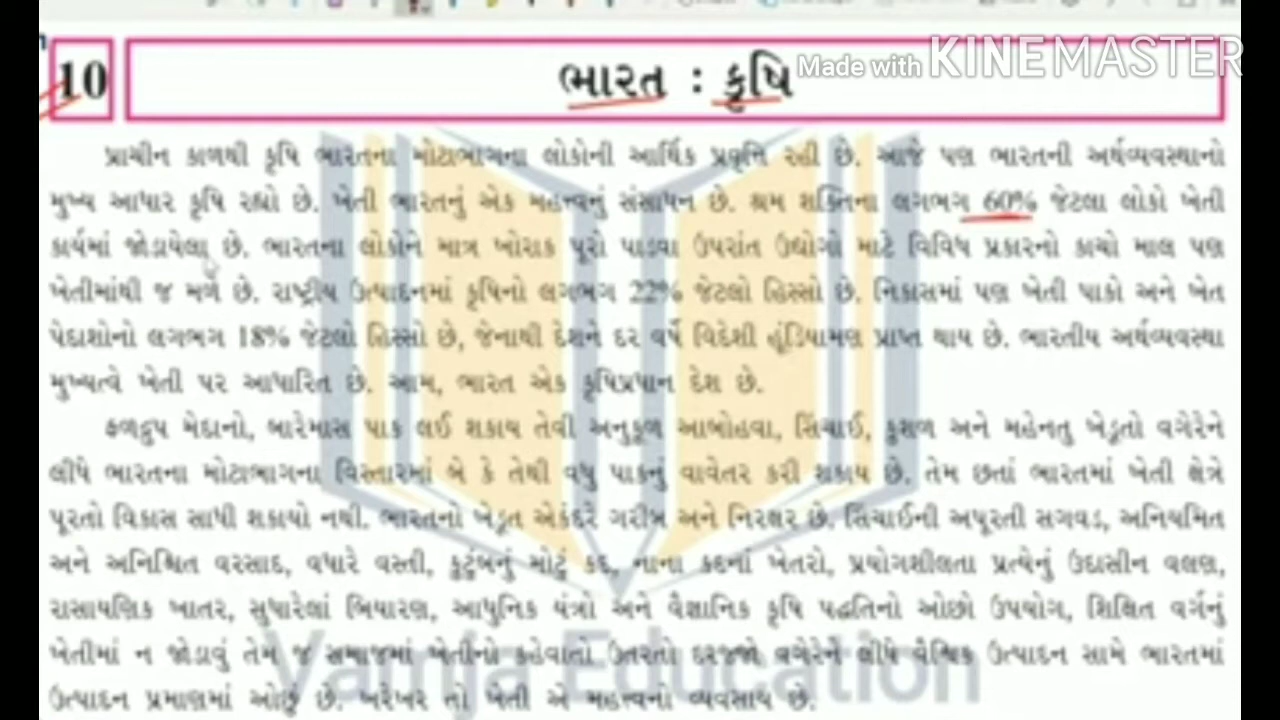 Made with KINEMASTER
10
ભારત : કૃષિ
પ્રાચીન કાળથી કૃષિ ભારતના મોટાભાગના લોકોની આર્થિક પ્રવૃત્તિ રહી છે. આજે પણ ભારતની અર્થવ્યવસ્થાનો
મુખ્ય આધાર કૃષિ રહ્યો છે. ખેતી ભારતનું એક મહત્ત્વનું સંસાધન છે. શ્રમ શક્તિના લગભગ 60% જેટલા લોકો ખેતી
કાર્યમાં જોડાયેલા છે. ભારતના લોકોને માત્ર ખોરાક પૂરો પાડવા ઉપરાંત ઉદ્યોગો માટે વિવિધ પ્રકારનો કાચો માલ પણ
ખેતીમાંથી જ મળે છે. રાષ્ટ્રીય ઉત્પાદનમાં કૃષિનો લગભગ 22% જેટલો હિસ્સો છે. નિકાસમાં પણ ખેતી પાકો અને ખેત
પેદાશોનો લગભગ 18% જેટલો હિસ્સો છે, જેનાથી દેશને દર વર્ષે વિદેશી હૂંડિયામણ પ્રાપ્ત થાય છે. ભારતીય અર્થવ્યવસ્થા
મુખ્યત્વે ખેતી પર આધારિત છે. આમ, ભારત એક કૃષિપ્રધાન દેશ છે.
ફળદ્રુપ મેદાનો, બારેમાસ પાક લઈ શકાય તેવી અનુકૂળ આબોહવા, સિંચાઈ, કુશળ અને મહેનતુ ખેડૂતો વગેરેને
લીધે ભારતના મોટાભાગના વિસ્તારમાં બે કે તેથી વધુ પાકનું વાવેતર કરી શકાય છે. તેમ છતાં ભારતમાં ખેતી ક્ષેત્રે
પૂરતો વિકાસ સાધી શકાયો નથી. ભારતનો ખેડૂત એકંદરે ગરીબ અને નિરક્ષર છે. સિંચાઈની અપૂરતી સગવડ, અનિયમિત
અને અનિશ્ચિત વરસાદ, વધારે વસ્તી, કુટુંબનું મોટું કદ, નાના કદનાં ખેતરો, પ્રયોગશીલતા પ્રત્યેનું ઉદાસીન વલણ,
રાસાયણિક ખાતર, સુધારેલાં બિયારણ, આધુનિક યંત્રો અને વૈજ્ઞાનિક કૃષિ પદ્ધતિનો ઓછો ઉપયોગ, શિક્ષિત વર્ગનું
ખેતીમાં ન જોડાવું તેમ જ સમાજમાં ખેતીનો કહેવાતો ઉતરતો દરજ્જો વગેરેને લીધે વૈશ્વિક ઉત્પાદન સામે ભારતમાં
ઉત્પાદન પ્રમાણમાં ઓછું છે. ખરેખર તો ખેતી એ મહત્ત્વનો વ્યવસાય છે.
Vamja Education